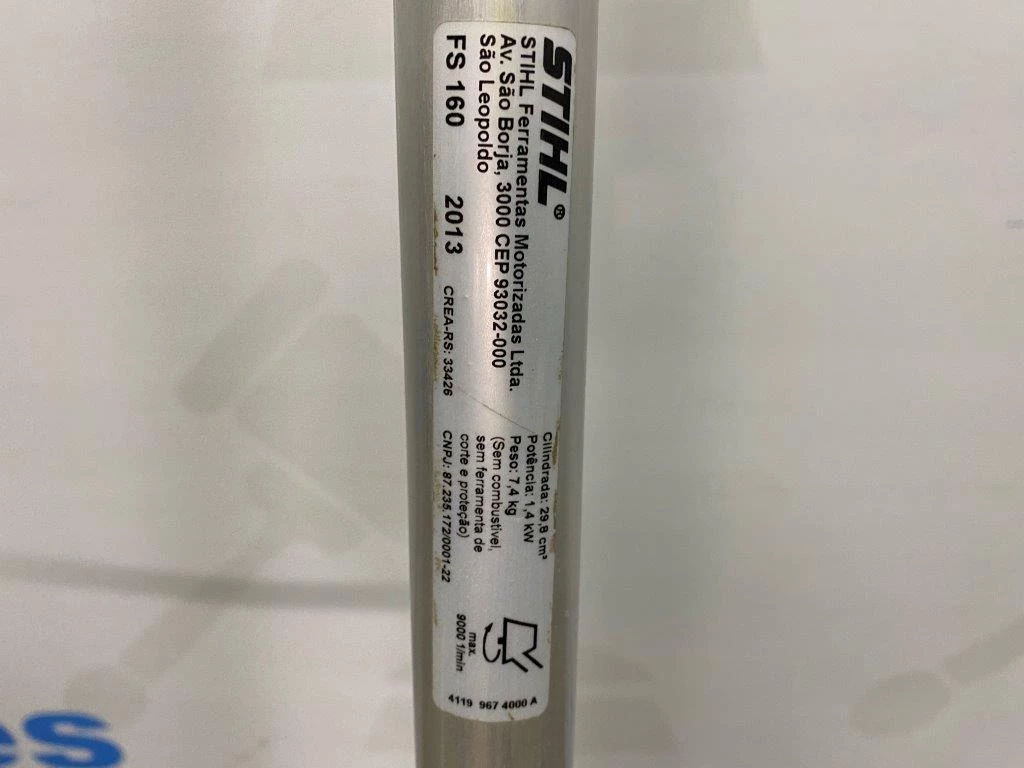 STIHL®
STIHL Ferramentas Motorizadas Ltda.
Av. São Borja, 3000 CEP 93032-000
São Leopoldo
FS 160 2013 CREA-RS: 33426
Cilindrada: 29,8 cm³
Potência: 1,4 kW
Peso: 7,4 kg
(Sem combustível,
sem ferramenta de
corte e proteção)
CNPJ: 87.235.172/0001-22
max.
9000 1/min
4119 967 4000 A
es